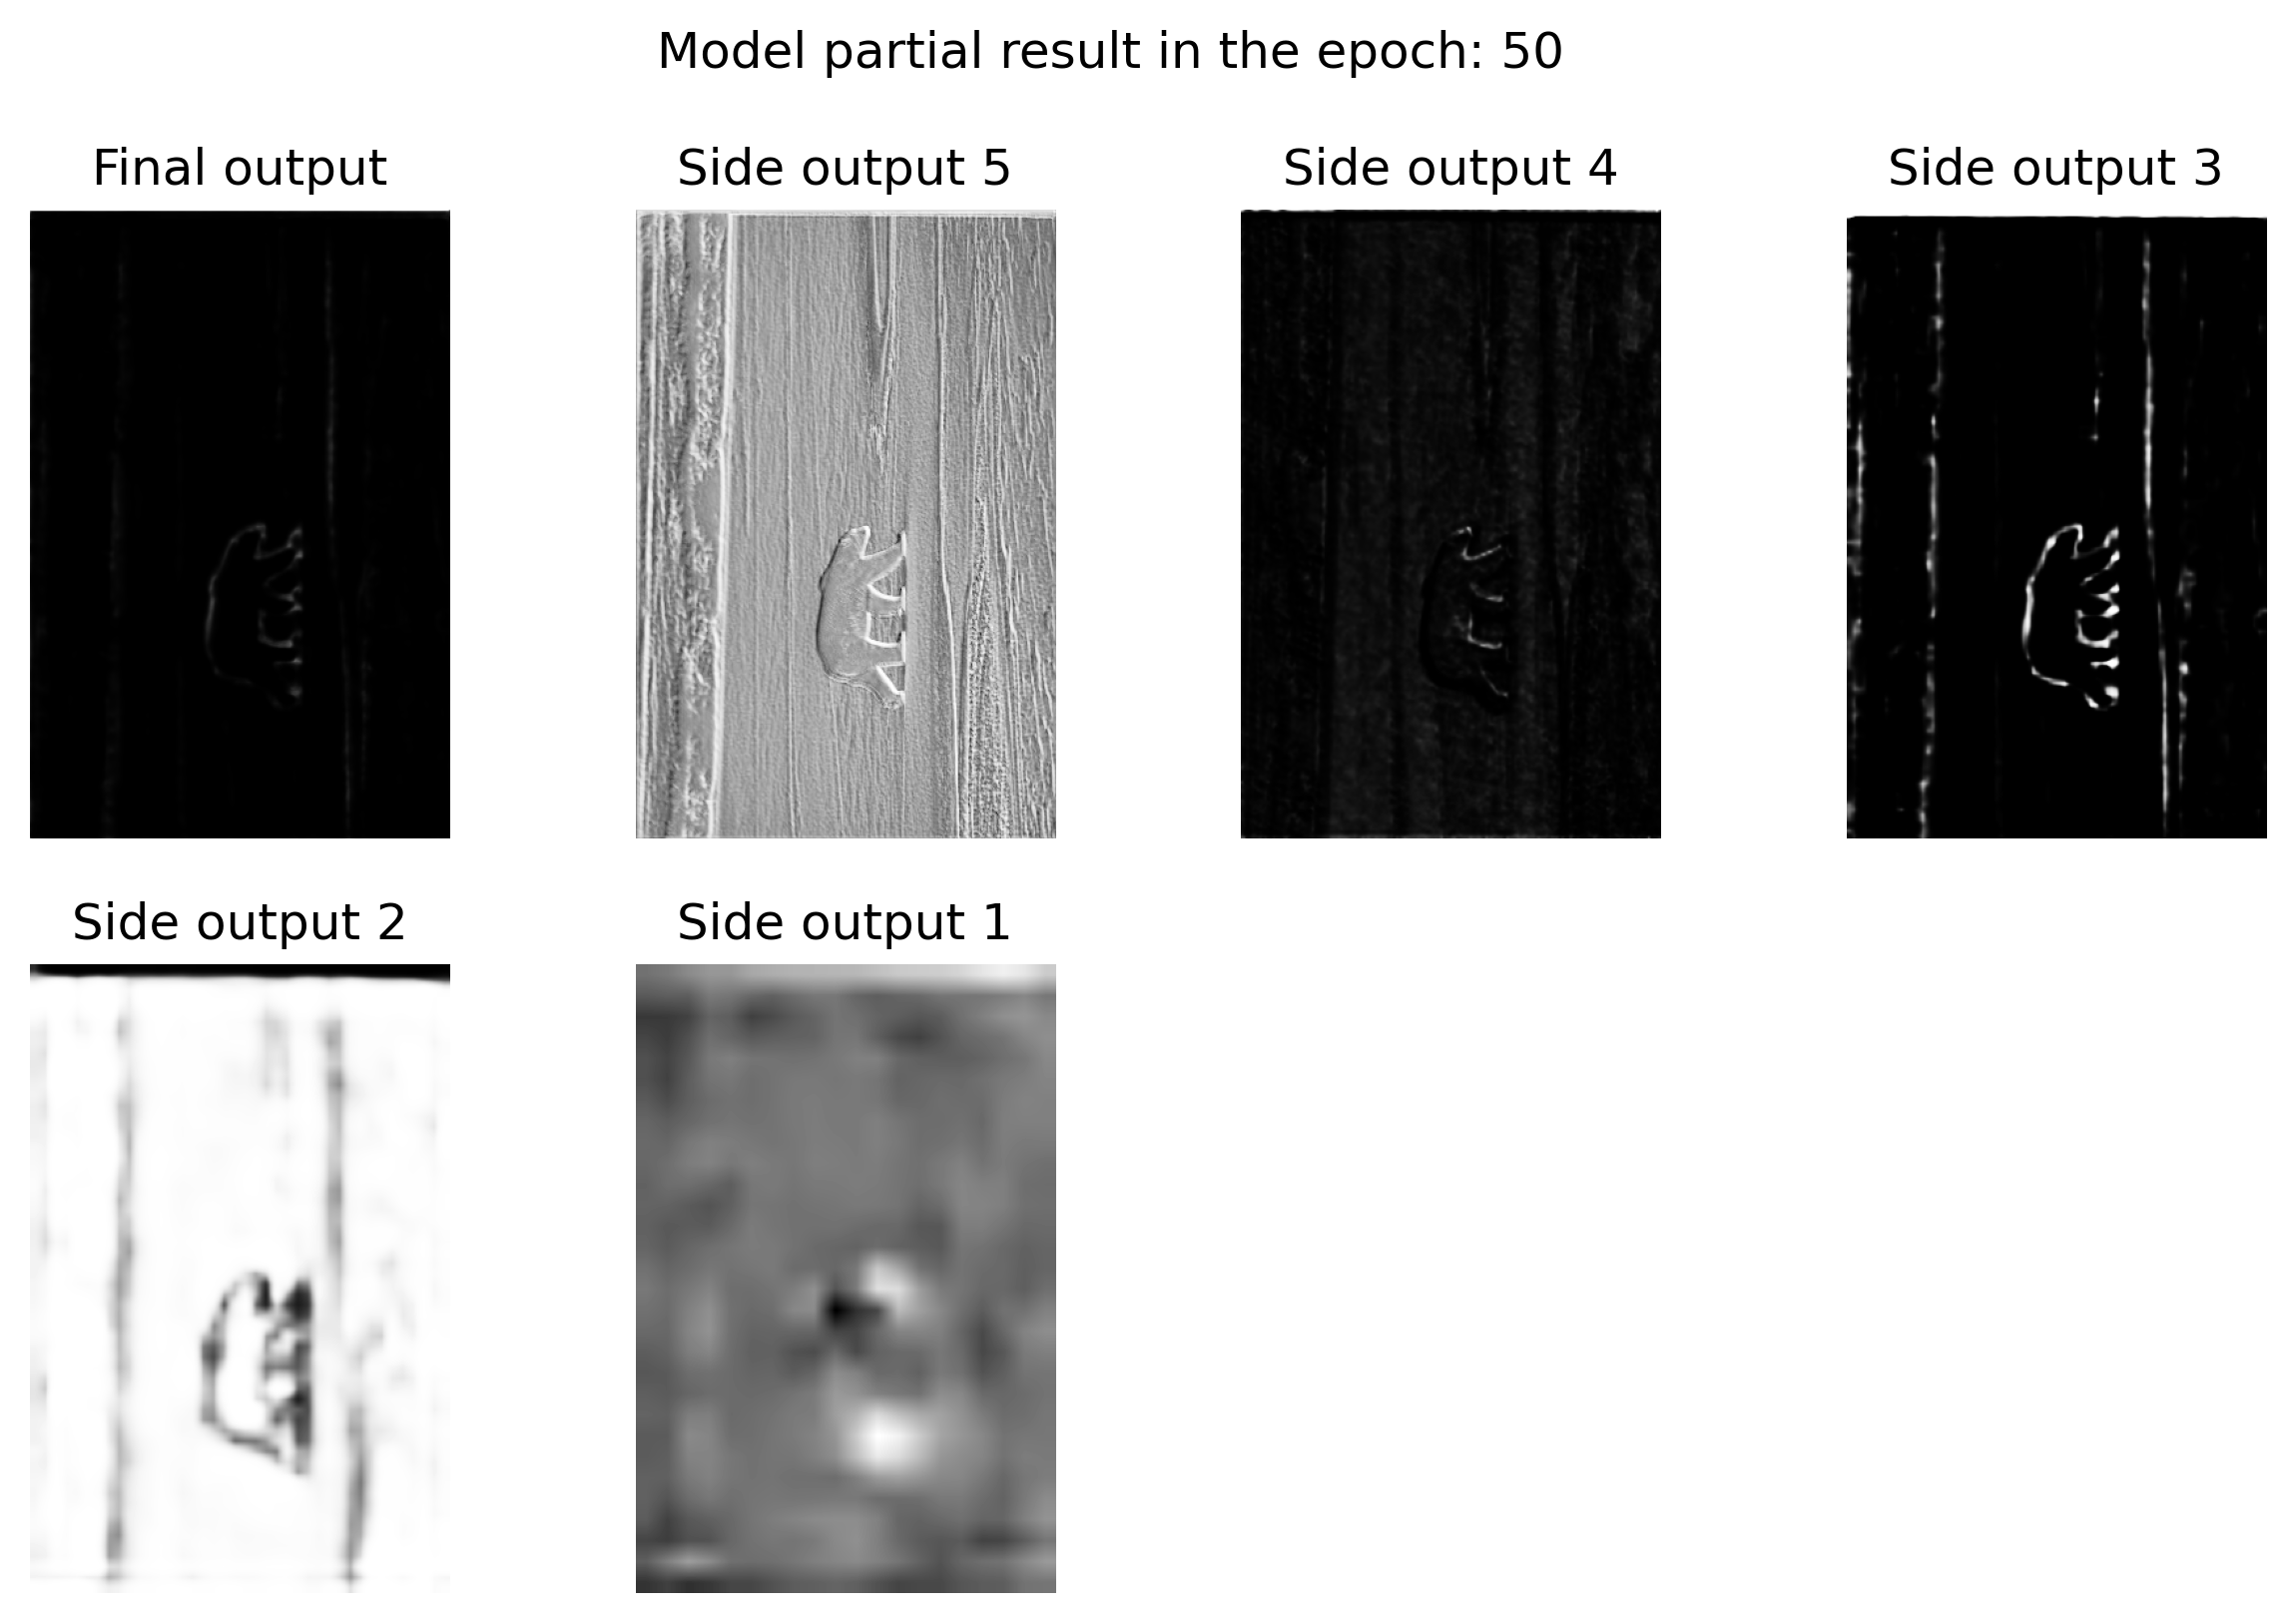 Model partial result in the epoch: 50
Final output
Side output 5
Side output 4
Side output 3
Side output 2
Side output 1